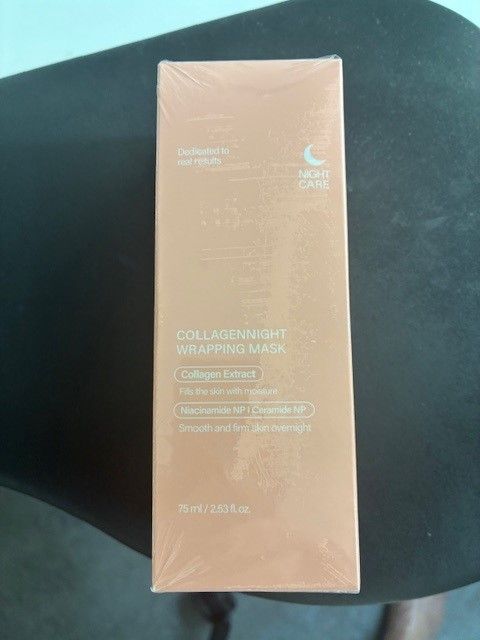 Dedicated to
real results
NIGHT
CARE
COLLAGENNIGHT
WRAPPING MASK
Collagen Extract
Fills the skin with moisture
Niacinamide NP | Ceramide NP
Smooth and firm skin overnight
75 ml / 2.53 fl. oz.